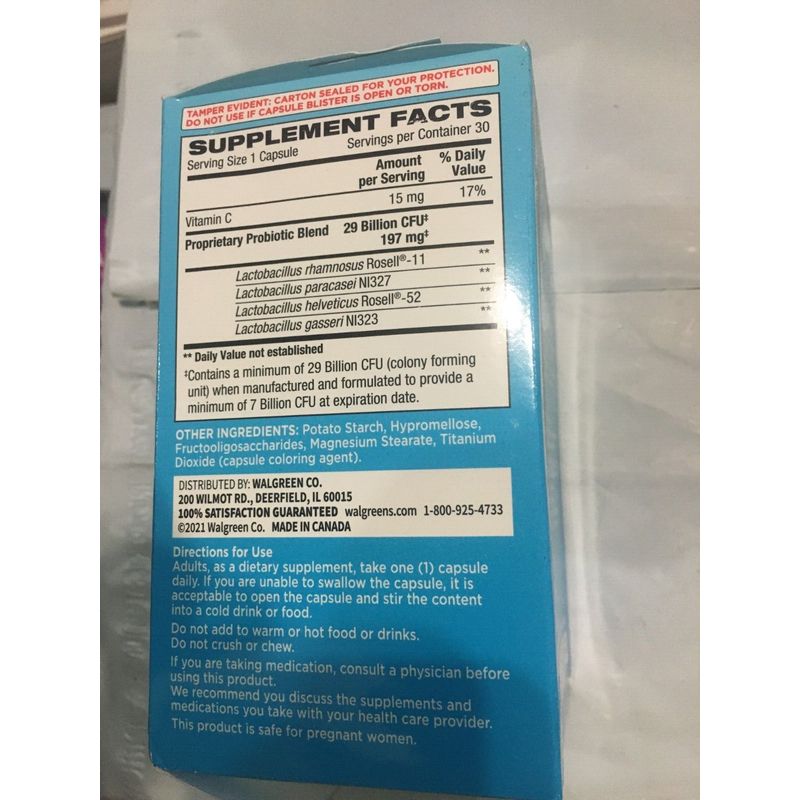 TAMPER EVIDENT: CARTON SEALED FOR YOUR PROTECTION.
DO NOT USE IF CAPSULE BLISTER IS OPEN OR TORN.
SUPPLEMENT FACTS
Serving Size 1 Capsule Servings per Container 30
Amount per Serving % Daily Value
Vitamin C 15 mg 17%
Proprietary Probiotic Blend 29 Billion CFU‡
197 mg‡
Lactobacillus rhamnosus Rosell®-11 **
Lactobacillus paracasei NI327 **
Lactobacillus helveticus Rosell®-52 **
Lactobacillus gasseri NI323 **
** Daily Value not established
‡Contains a minimum of 29 Billion CFU (colony forming
unit) when manufactured and formulated to provide a
minimum of 7 Billion CFU at expiration date.
OTHER INGREDIENTS: Potato Starch, Hypromellose,
Fructooligosaccharides, Magnesium Stearate, Titanium
Dioxide (capsule coloring agent).
DISTRIBUTED BY: WALGREEN CO.
200 WILMOT RD., DEERFIELD, IL 60015
100% SATISFACTION GUARANTEED walgreens.com 1-800-925-4733
©2021 Walgreen Co. MADE IN CANADA
Directions for Use
Adults, as a dietary supplement, take one (1) capsule
daily. If you are unable to swallow the capsule, it is
acceptable to open the capsule and stir the content
into a cold drink or food.
Do not add to warm or hot food or drinks.
Do not crush or chew.
If you are taking medication, consult a physician before
using this product.
We recommend you discuss the supplements and
medications you take with your health care provider.
This product is safe for pregnant women.